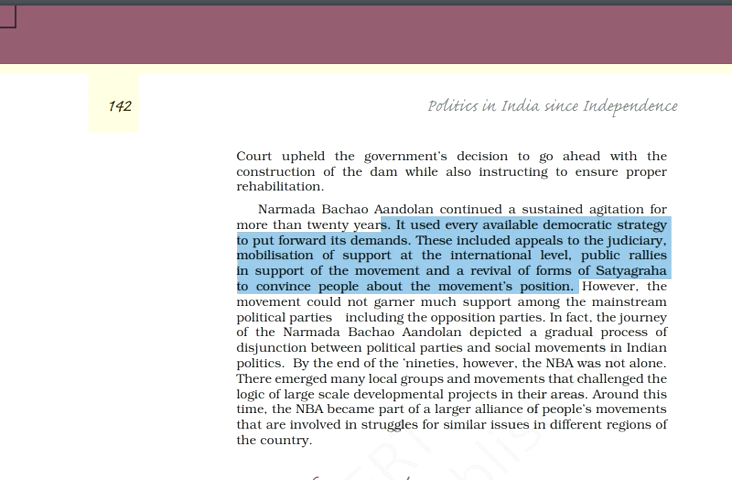 142
Politics in India since Independence
Court upheld the government's decision to go ahead with the
construction of the dam while also instructing to ensure proper
rehabilitation.
Narmada Bachao Aandolan continued a sustained agitation for
more than twenty years. It used every available democratic strategy
to put forward its demands. These included appeals to the judiciary,
mobilisation of support at the international level, public rallies
in support of the movement and a revival of forms of Satyagraha
to convince people about the movement's position. However, the
movement could not garner much support among the mainstream
political parties including the opposition parties. In fact, the journey
of the Narmada Bachao Aandolan depicted a gradual process of
disjunction between political parties and social movements in Indian
politics. By the end of the 'nineties, however, the NBA was not alone.
There emerged many local groups and movements that challenged the
logic of large scale developmental projects in their areas. Around this
time, the NBA became part of a larger alliance of people's movements
that are involved in struggles for similar issues in different regions of
the country.